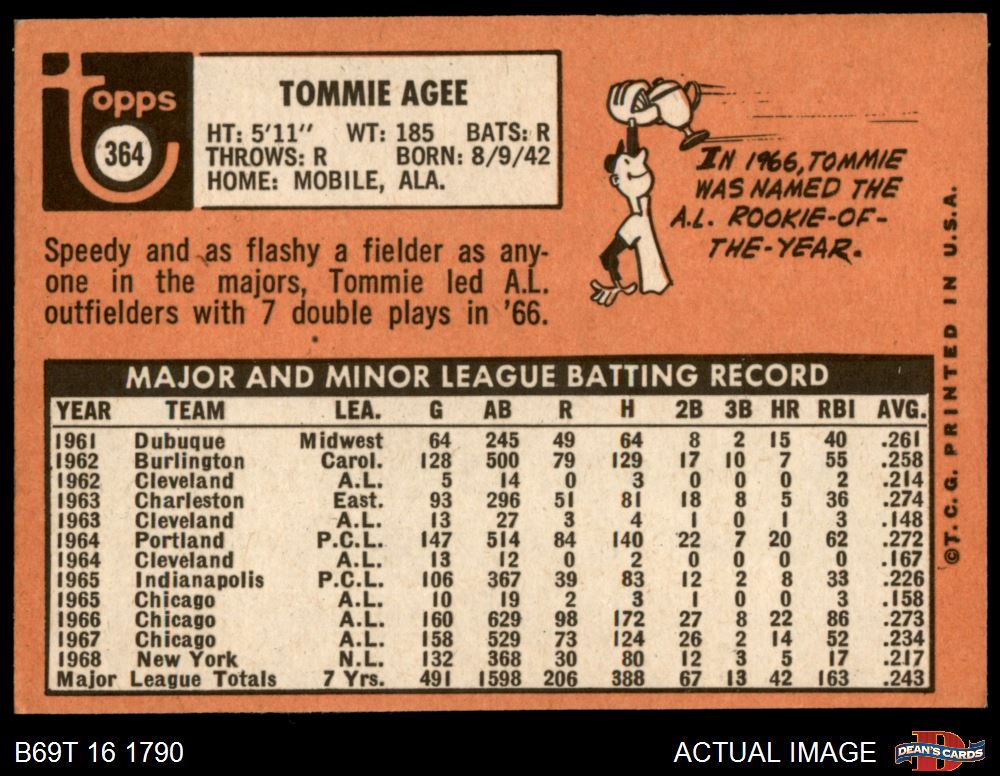 Topps
364
TOMMIE AGEE
HT: 5'11" WT: 185 BATS: R
THROWS: R BORN: 8/9/42
HOME: MOBILE, ALA.
Speedy and as flashy a fielder as any-
one in the majors, Tommie led A.L.
outfielders with 7 double plays in '66.
IN 1966, TOMMIE
WAS NAMED THE
A.L. ROOKIE-OF-
THE-YEAR.
MAJOR AND MINOR LEAGUE BATTING RECORD
YEAR TEAM LEA. G AB R H 2B 3B HR RBI AVG.
1961 Dubuque Midwest 64 245 49 64 8 2 15 40 .261
1962 Burlington Carol. 128 500 79 129 17 10 7 55 .258
1962 Cleveland A.L. 5 14 0 3 0 0 0 2 .214
1963 Charleston East. 93 296 51 81 18 8 5 36 .274
1963 Cleveland A.L. 13 27 3 4 1 0 1 3 .148
1964 Portland P.C.L. 147 514 84 140 22 7 20 62 .272
1964 Cleveland A.L. 13 12 0 2 0 0 0 0 .167
1965 Indianapolis P.C.L. 106 367 39 83 12 2 8 33 .226
1965 Chicago A.L. 10 19 2 3 1 0 0 3 .158
1966 Chicago A.L. 160 629 98 172 27 8 22 86 .273
1967 Chicago A.L. 158 529 73 124 26 2 14 52 .234
1968 New York N.L. 132 368 30 80 12 3 5 17 .217
Major League Totals 7 Yrs. 491 1598 206 388 67 13 42 163 .243
©T.C.G. PRINTED IN U.S.A.
B69T 16 1790
ACTUAL IMAGE
D
DEAN'S CARDS